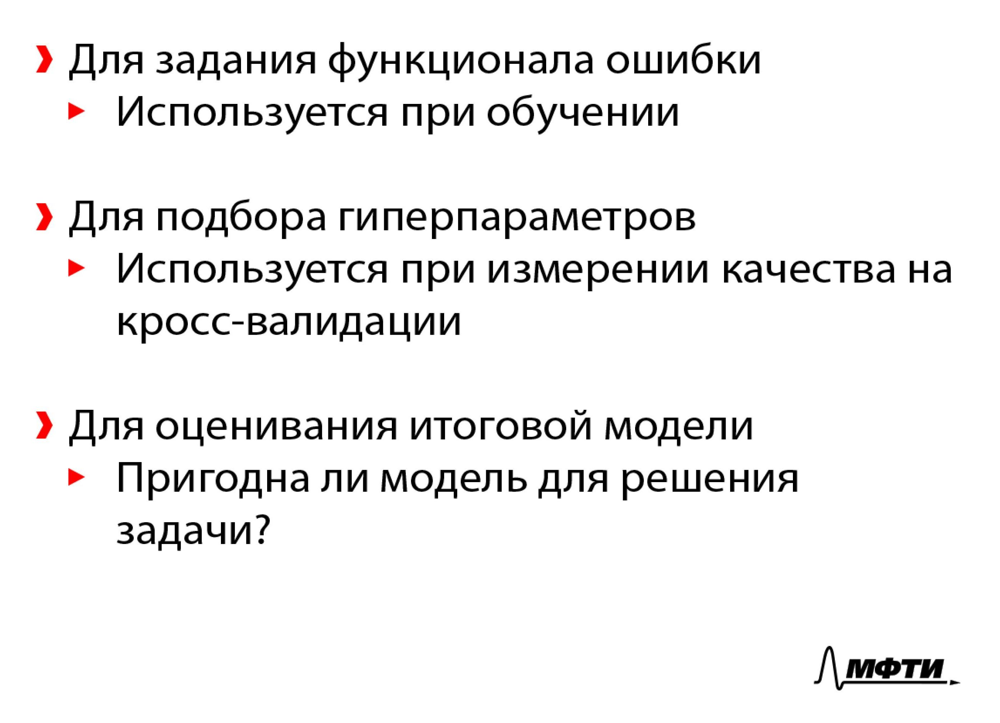 Для задания функционала ошибки
Используется при обучении
Для подбора гиперпараметров
Используется при измерении качества на
кросс-валидации
Для оценивания итоговой модели
Пригодна ли модель для решения
задачи?
МФТИ